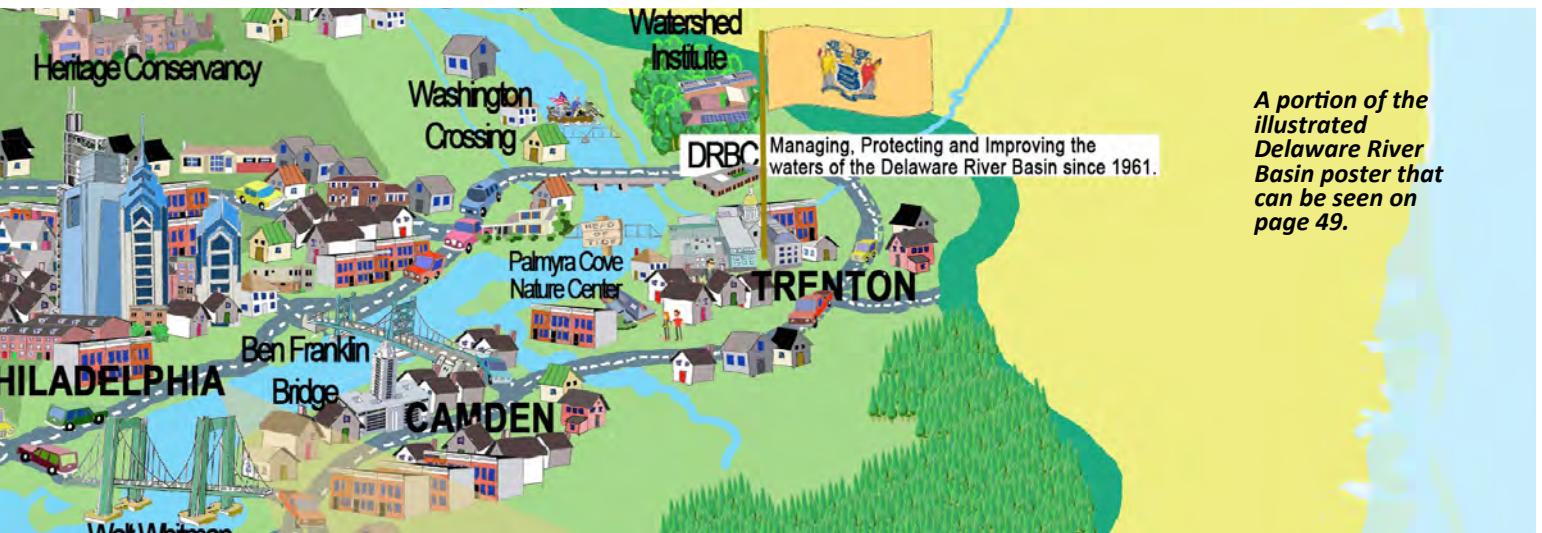 Watershed
Institute
Heritage Conservancy
Washington
Crossing
DRBC
Managing, Protecting and Improving the
waters of the Delaware River Basin since 1961.
A portion of the
illustrated
Delaware River
Basin poster that
can be seen on
page 49.
HEAD
OF
TIDE
Palmyra Cove
Nature Center
TRENTON
Ben Franklin
Bridge
HILADELPHIA
CAMDEN
Walt Whitman